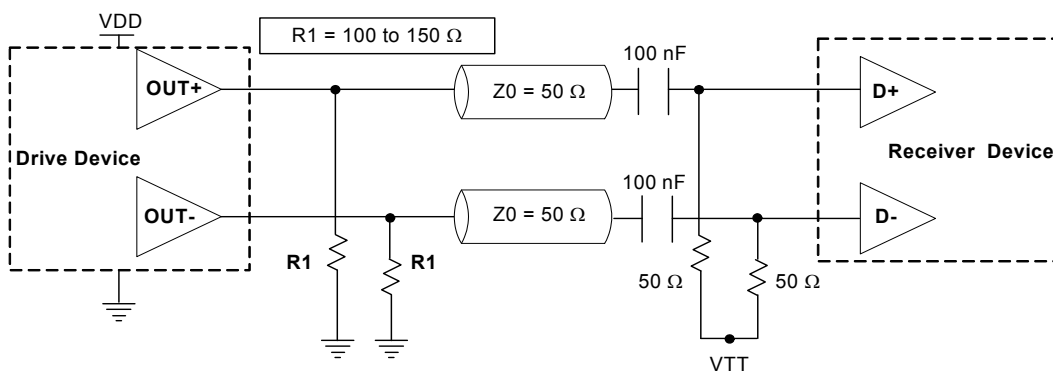 VDD
R1 = 100 to 150 Ω
100 nF
OUT+
Z0 = 50 Ω
D+
Drive Device
Receiver Device
100 nF
OUT-
Z0 = 50 Ω
D-
R1
R1
50 Ω
50 Ω
VTT